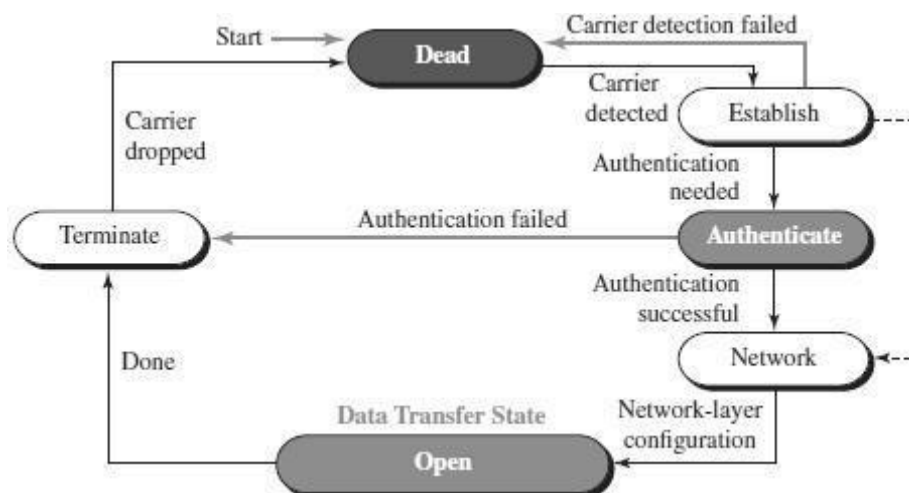 Start
Carrier detection failed
Dead
Carrier
detected
Establish
Carrier
dropped
Authentication
needed
Terminate
Authentication failed
Authenticate
Authentication
successful
Done
Network
Data Transfer State
Network-layer
configuration
Open